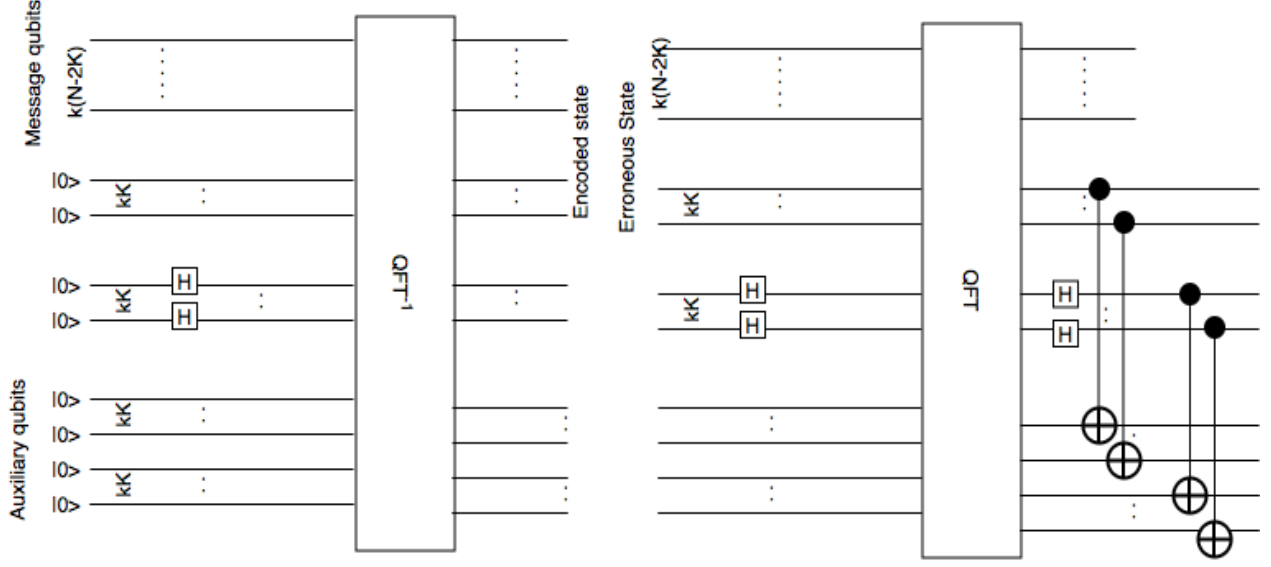 Message qubits
k(N-2K)
|0>
kK
|0>
|0>
kK
H
H
|0>
Auxiliary qubits
|0>
kK
|0>
|0>
kK
|0>
QFT-1
Encoded state
Erroneous State
k(N-2K)
kK
kK
H
H
QFT
H
H